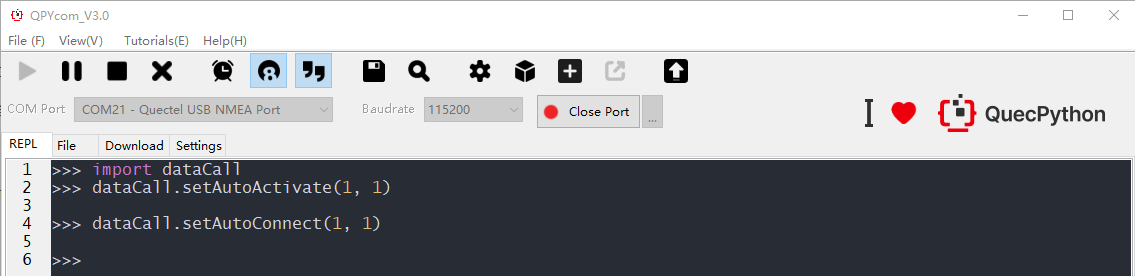 QPYcom_V3.0
File (F) View(V) Tutorials(E) Help(H)
COM Port COM21 - Quectel USB NMEA Port Baudrate 115200 Close Port ... I QuecPython
REPL File Download Settings
1 >>> import dataCall
2 >>> dataCall.setAutoActivate(1, 1)
3
4 >>> dataCall.setAutoConnect(1, 1)
5
6 >>>